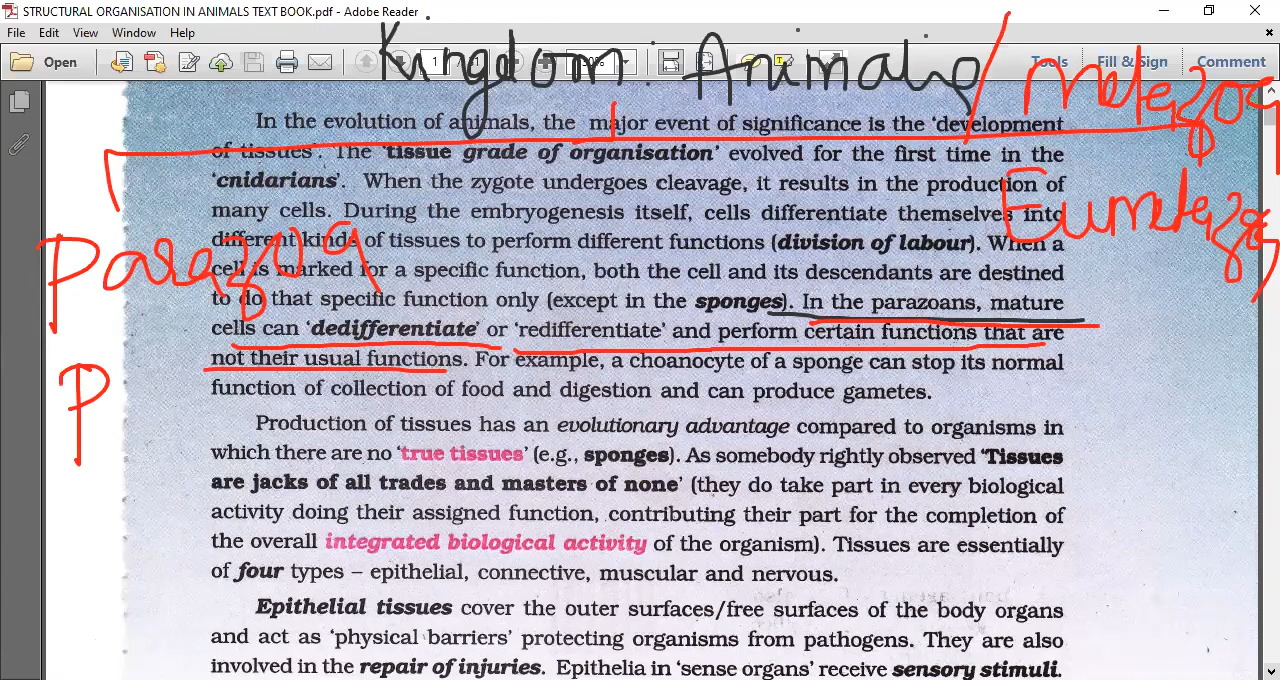 STRUCTURAL ORGANISATION IN ANIMALS TEXT BOOK.pdf - Adobe Reader
File Edit View Window Help
Open
1
Tools Fill & Sign Comment
Kingdom: Animalia / Metazoa
In the evolution of animals, the major event of significance is the ‘development
of tissues’. The ‘tissue grade of organisation’ evolved for the first time in the
‘cnidarians’. When the zygote undergoes cleavage, it results in the production of
many cells. During the embryogenesis itself, cells differentiate themselves into
different kinds of tissues to perform different functions (division of labour). When a
cell is marked for a specific function, both the cell and its descendants are destined
to do that specific function only (except in the sponges). In the parazoans, mature
cells can ‘dedifferentiate’ or ‘redifferentiate’ and perform certain functions that are
not their usual functions. For example, a choanocyte of a sponge can stop its normal
function of collection of food and digestion and can produce gametes.
Parazoa
Eumetazoa
P
Production of tissues has an evolutionary advantage compared to organisms in
which there are no ‘true tissues’ (e.g., sponges). As somebody rightly observed ‘Tissues
are jacks of all trades and masters of none’ (they do take part in every biological
activity doing their assigned function, contributing their part for the completion of
the overall integrated biological activity of the organism). Tissues are essentially
of four types – epithelial, connective, muscular and nervous.
Epithelial tissues cover the outer surfaces/free surfaces of the body organs
and act as ‘physical barriers’ protecting organisms from pathogens. They are also
involved in the repair of injuries. Epithelia in ‘sense organs’ receive sensory stimuli.